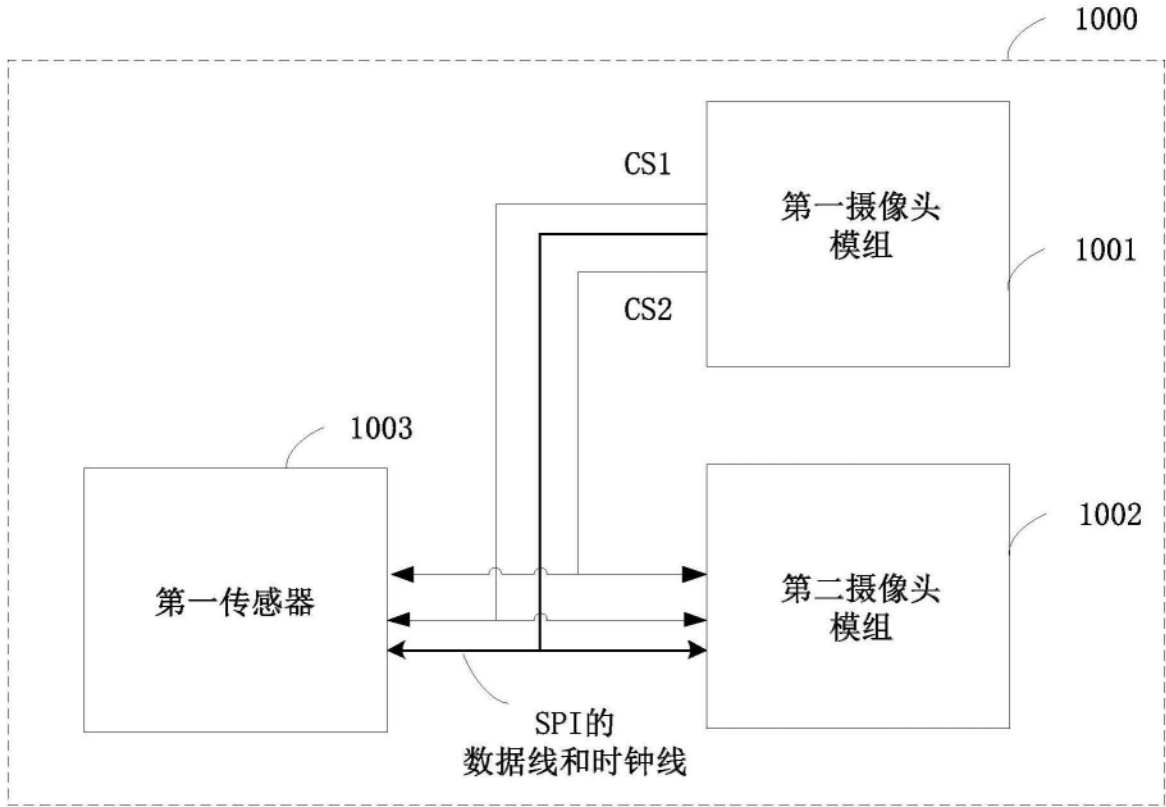 1000
CS1
第一摄像头
模组
1001
CS2
1003
1002
第一传感器
第二摄像头
模组
SPI的
数据线和时钟线